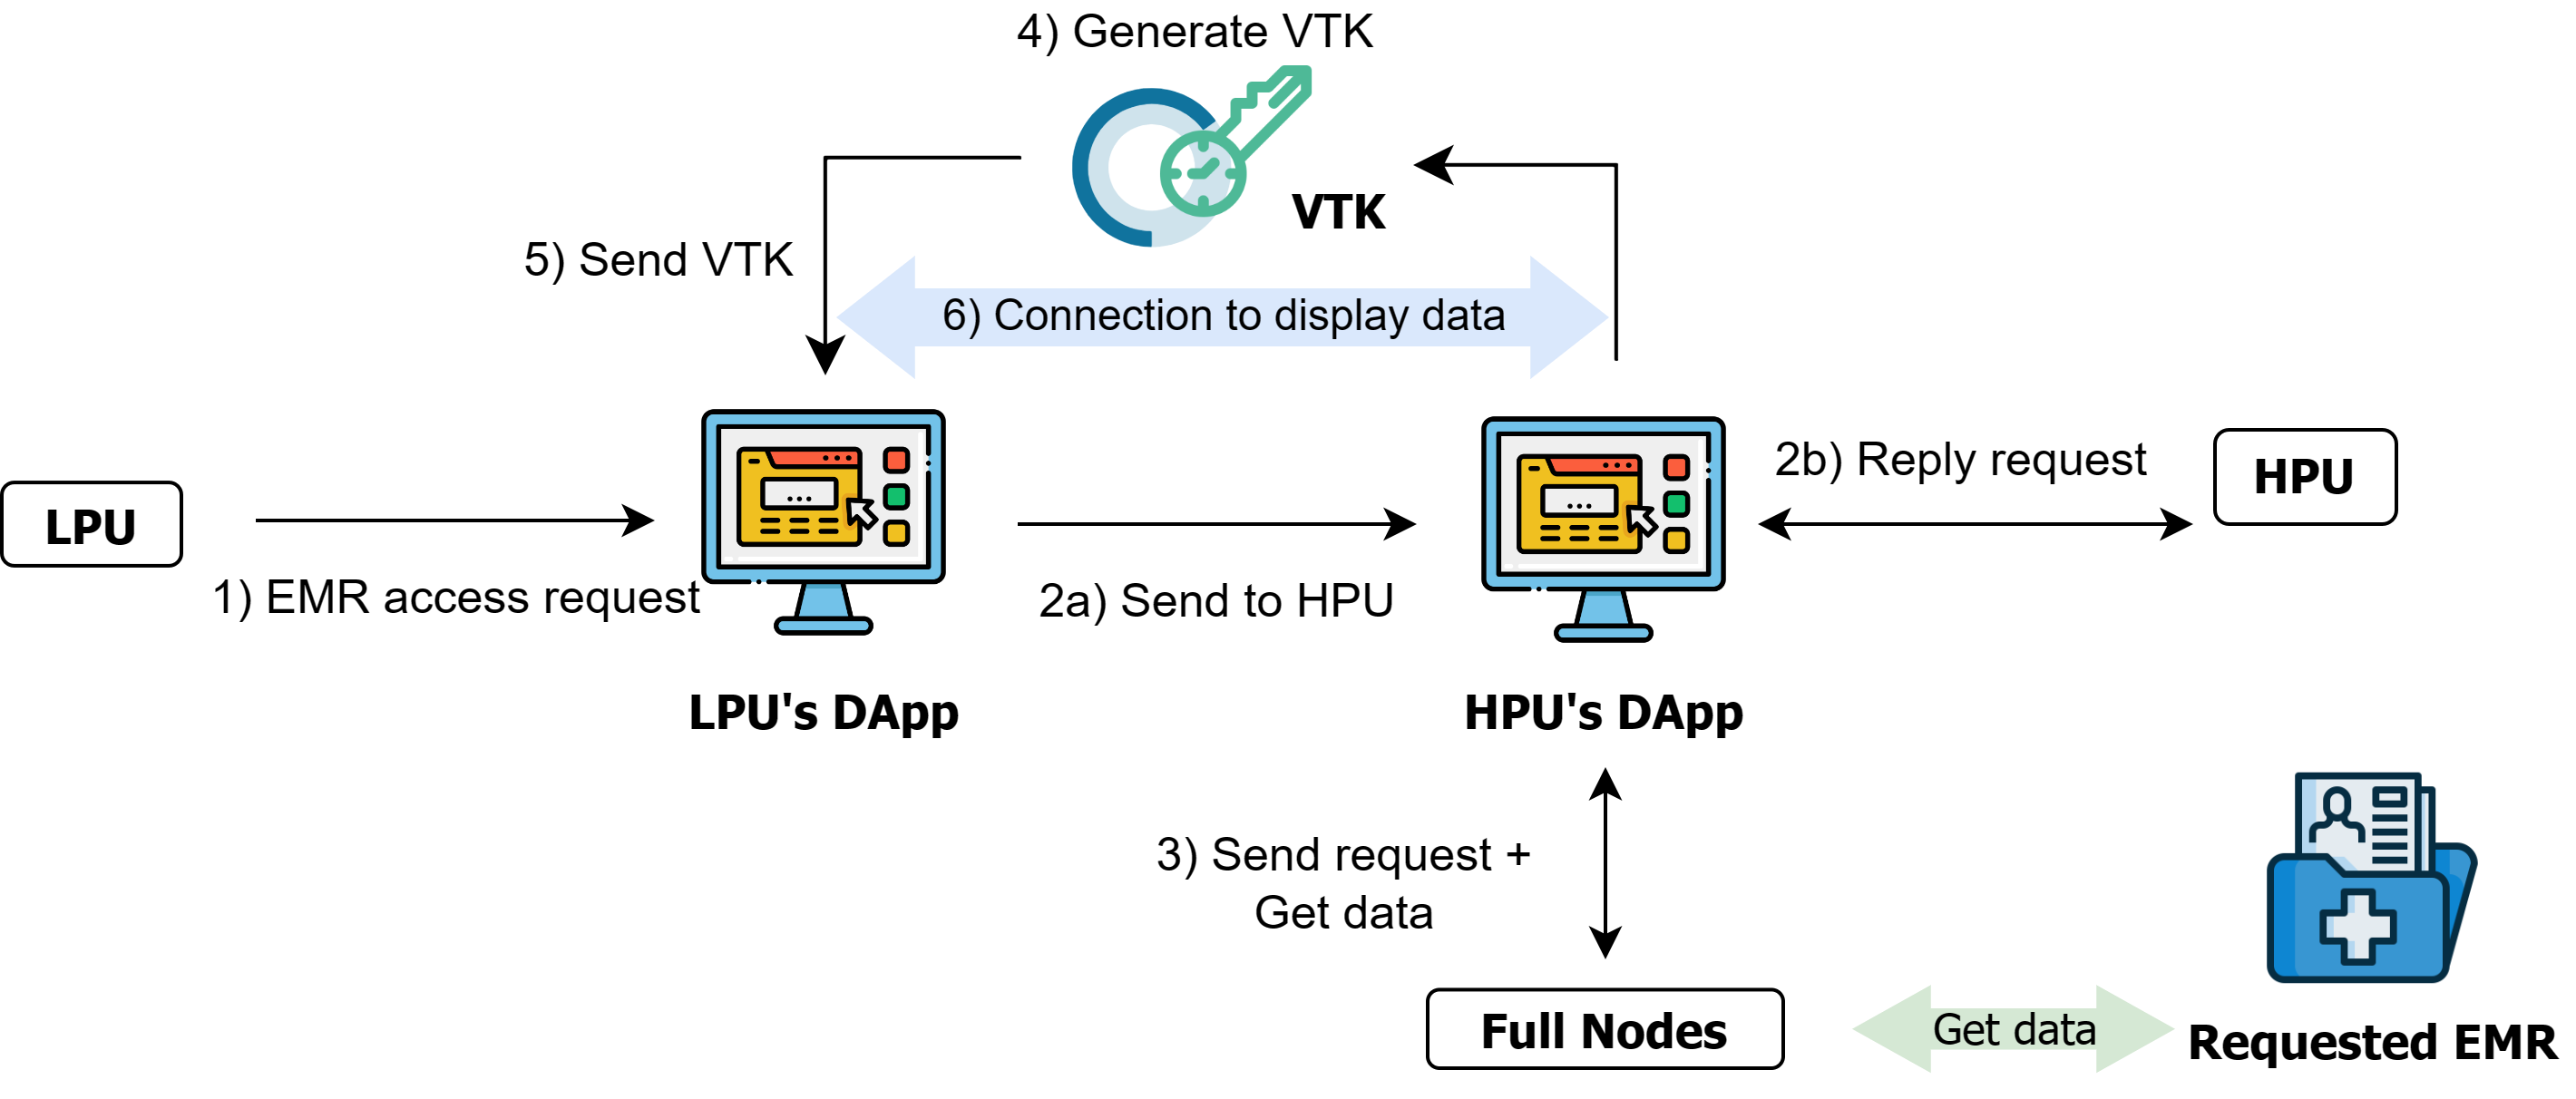 4) Generate VTK
VTK
5) Send VTK
6) Connection to display data
2b) Reply request
HPU
LPU
1) EMR access request
2a) Send to HPU
LPU's DApp
HPU's DApp
3) Send request +
Get data
Full Nodes
Get data
Requested EMR